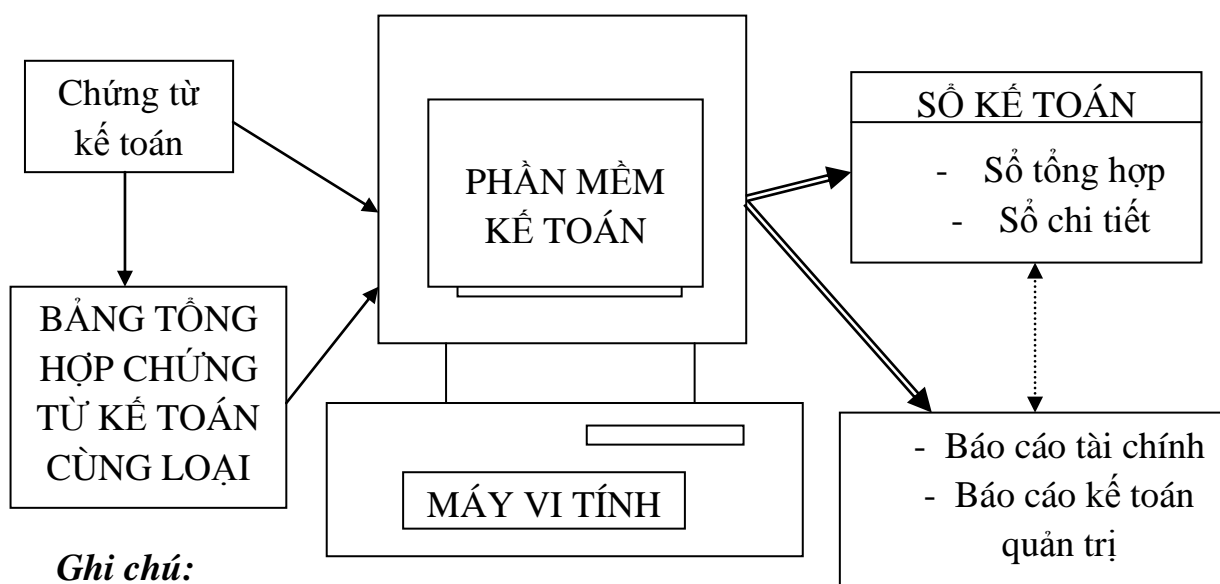 Chứng từ
kế toán
BẢNG TỔNG
HỢP CHỨNG
TỪ KẾ TOÁN
CÙNG LOẠI
PHẦN MỀM
KẾ TOÁN
MÁY VI TÍNH
SỔ KẾ TOÁN
- Sổ tổng hợp
- Sổ chi tiết
- Báo cáo tài chính
- Báo cáo kế toán
quản trị
Ghi chú: